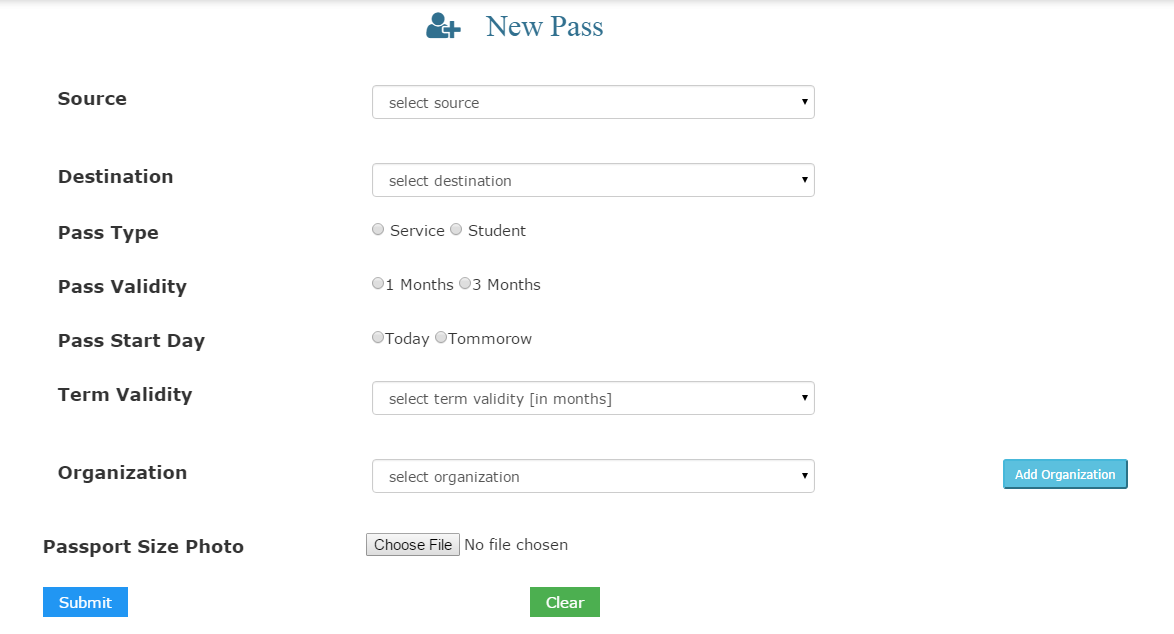 New Pass
Source
select source
Destination
select destination
Pass Type
Service Student
Pass Validity
1 Months 3 Months
Pass Start Day
Today Tommorow
Term Validity
select term validity [in months]
Organization
select organization
Add Organization
Passport Size Photo
Choose File No file chosen
Submit
Clear